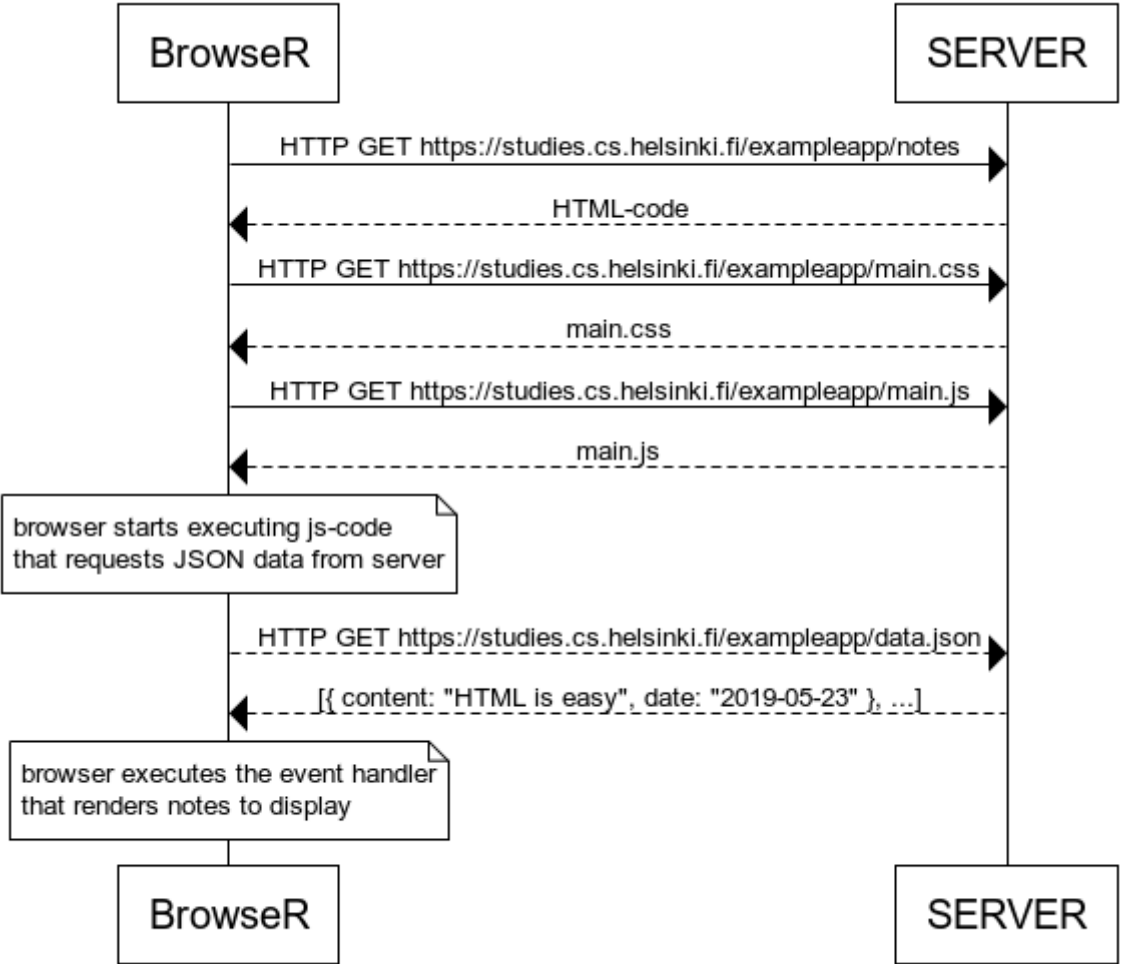 BrowseR
SERVER
HTTP GET https://studies.cs.helsinki.fi/exampleapp/notes
HTML-code
HTTP GET https://studies.cs.helsinki.fi/exampleapp/main.css
main.css
HTTP GET https://studies.cs.helsinki.fi/exampleapp/main.js
main.js
browser starts executing js-code
that requests JSON data from server
HTTP GET https://studies.cs.helsinki.fi/exampleapp/data.json
[{ content: "HTML is easy", date: "2019-05-23" }, ...]
browser executes the event handler
that renders notes to display
BrowseR
SERVER